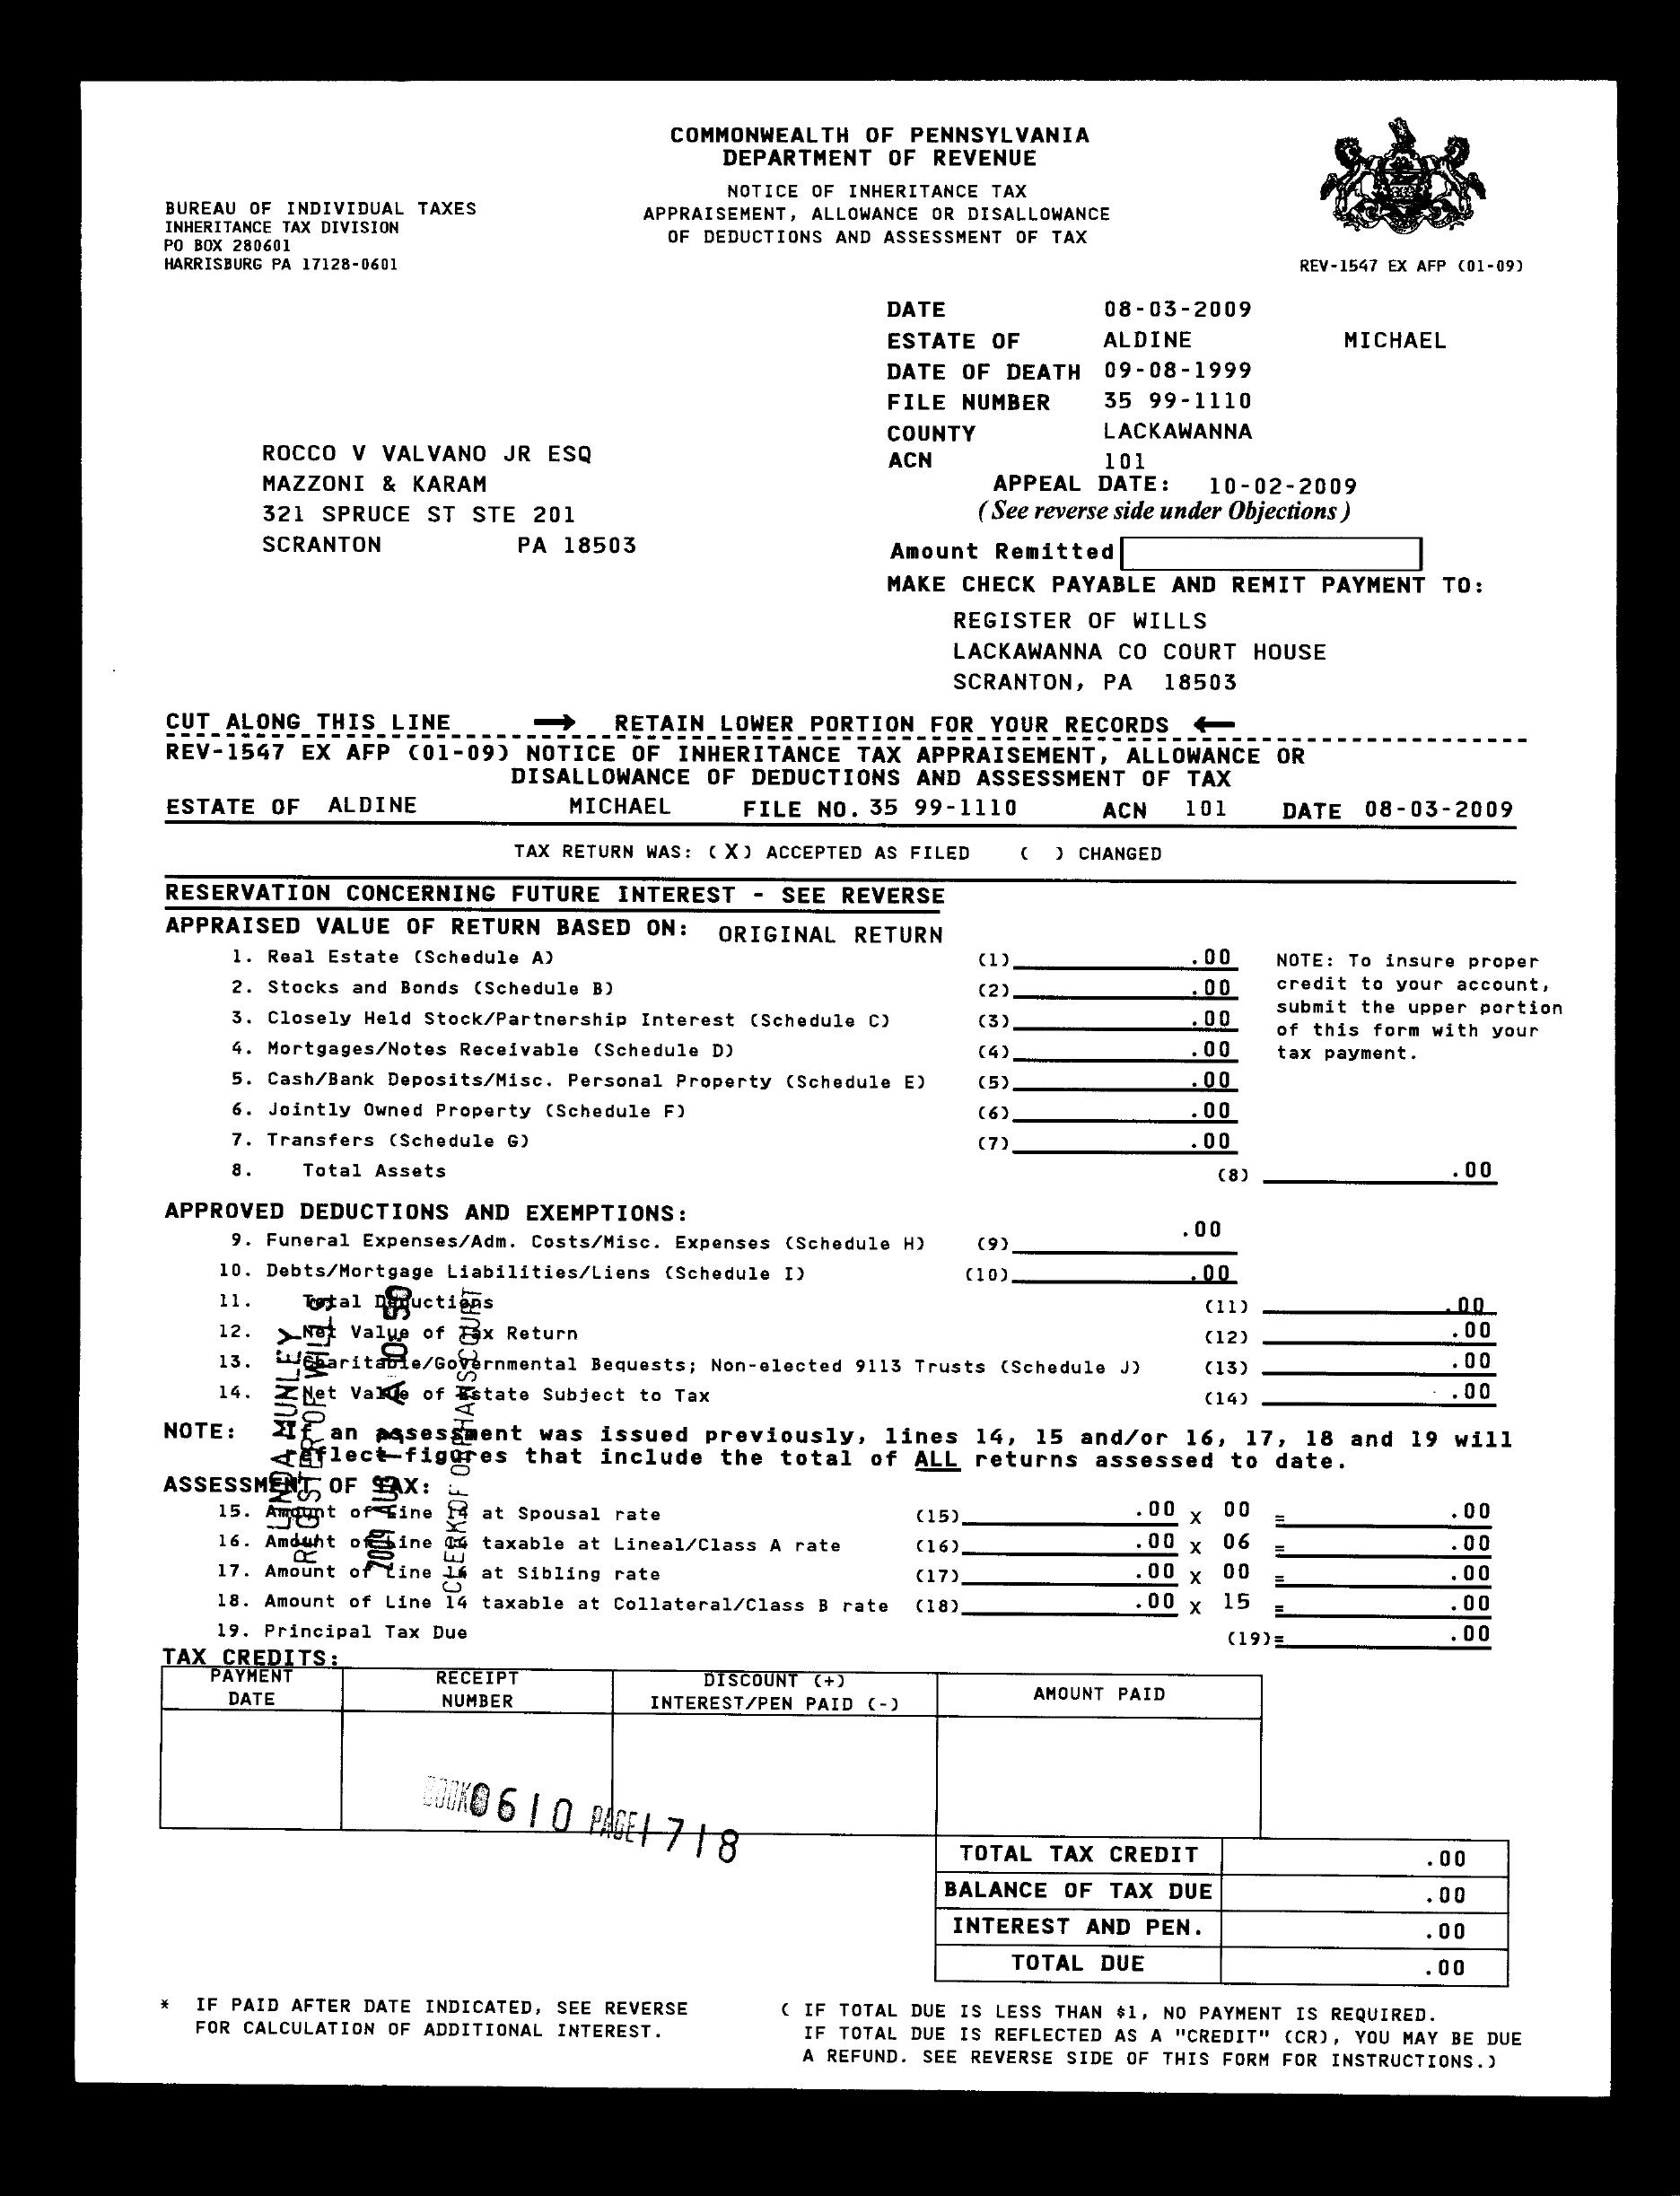 COMMONWEALTH OF PENNSYLVANIA
DEPARTMENT OF REVENUE
NOTICE OF INHERITANCE TAX
APPRAISEMENT, ALLOWANCE OR DISALLOWANCE
OF DEDUCTIONS AND ASSESSMENT OF TAX
BUREAU OF INDIVIDUAL TAXES
INHERITANCE TAX DIVISION
PO BOX 280601
HARRISBURG PA 17128-0601
REV-1547 EX AFP (01-09)
DATE 08-03-2009
ESTATE OF ALDINE MICHAEL
DATE OF DEATH 09-08-1999
FILE NUMBER 35 99-1110
COUNTY LACKAWANNA
ACN 101
APPEAL DATE: 10-02-2009
(See reverse side under Objections)
ROCCO V VALVANO JR ESQ
MAZZONI & KARAM
321 SPRUCE ST STE 201
SCRANTON PA 18503
Amount Remitted
MAKE CHECK PAYABLE AND REMIT PAYMENT TO:
REGISTER OF WILLS
LACKAWANNA CO COURT HOUSE
SCRANTON, PA 18503
CUT ALONG THIS LINE → RETAIN LOWER PORTION FOR YOUR RECORDS ←
REV-1547 EX AFP (01-09) NOTICE OF INHERITANCE TAX APPRAISEMENT, ALLOWANCE OR
DISALLOWANCE OF DEDUCTIONS AND ASSESSMENT OF TAX
ESTATE OF ALDINE MICHAEL FILE NO. 35 99-1110 ACN 101 DATE 08-03-2009
TAX RETURN WAS: (X) ACCEPTED AS FILED ( ) CHANGED
RESERVATION CONCERNING FUTURE INTEREST - SEE REVERSE
APPRAISED VALUE OF RETURN BASED ON: ORIGINAL RETURN
1. Real Estate (Schedule A) (1) .00
2. Stocks and Bonds (Schedule B) (2) .00
3. Closely Held Stock/Partnership Interest (Schedule C) (3) .00
4. Mortgages/Notes Receivable (Schedule D) (4) .00
5. Cash/Bank Deposits/Misc. Personal Property (Schedule E) (5) .00
6. Jointly Owned Property (Schedule F) (6) .00
7. Transfers (Schedule G) (7) .00
8. Total Assets (8) .00
NOTE: To insure proper
credit to your account,
submit the upper portion
of this form with your
tax payment.
APPROVED DEDUCTIONS AND EXEMPTIONS:
9. Funeral Expenses/Adm. Costs/Misc. Expenses (Schedule H) (9) .00
10. Debts/Mortgage Liabilities/Liens (Schedule I) (10) .00
11. Total Deductions (11) .00
12. Net Value of Tax Return (12) .00
13. Charitable/Governmental Bequests; Non-elected 9113 Trusts (Schedule J) (13) .00
14. Net Value of Estate Subject to Tax (14) .00
NOTE: If an assessment was issued previously, lines 14, 15 and/or 16, 17, 18 and 19 will
reflect figures that include the total of ALL returns assessed to date.
ASSESSMENT OF TAX:
15. Amount of Line 14 at Spousal rate (15) .00 X 00 = .00
16. Amount of Line 14 taxable at Lineal/Class A rate (16) .00 X 06 = .00
17. Amount of Line 14 at Sibling rate (17) .00 X 00 = .00
18. Amount of Line 14 taxable at Collateral/Class B rate (18) .00 X 15 = .00
19. Principal Tax Due (19)= .00
LINDA MUNLEY
REGISTER OF WILLS
2009 AUG A 10: 50
CLERK OF ORPHANS COURT
TAX CREDITS:
PAYMENT DATE
RECEIPT NUMBER
DISCOUNT (+)
INTEREST/PEN PAID (-)
AMOUNT PAID
BOOK 0610 PAGE 1718
TOTAL TAX CREDIT .00
BALANCE OF TAX DUE .00
INTEREST AND PEN. .00
TOTAL DUE .00
* IF PAID AFTER DATE INDICATED, SEE REVERSE
FOR CALCULATION OF ADDITIONAL INTEREST.
( IF TOTAL DUE IS LESS THAN $1, NO PAYMENT IS REQUIRED.
IF TOTAL DUE IS REFLECTED AS A "CREDIT" (CR), YOU MAY BE DUE
A REFUND. SEE REVERSE SIDE OF THIS FORM FOR INSTRUCTIONS.)